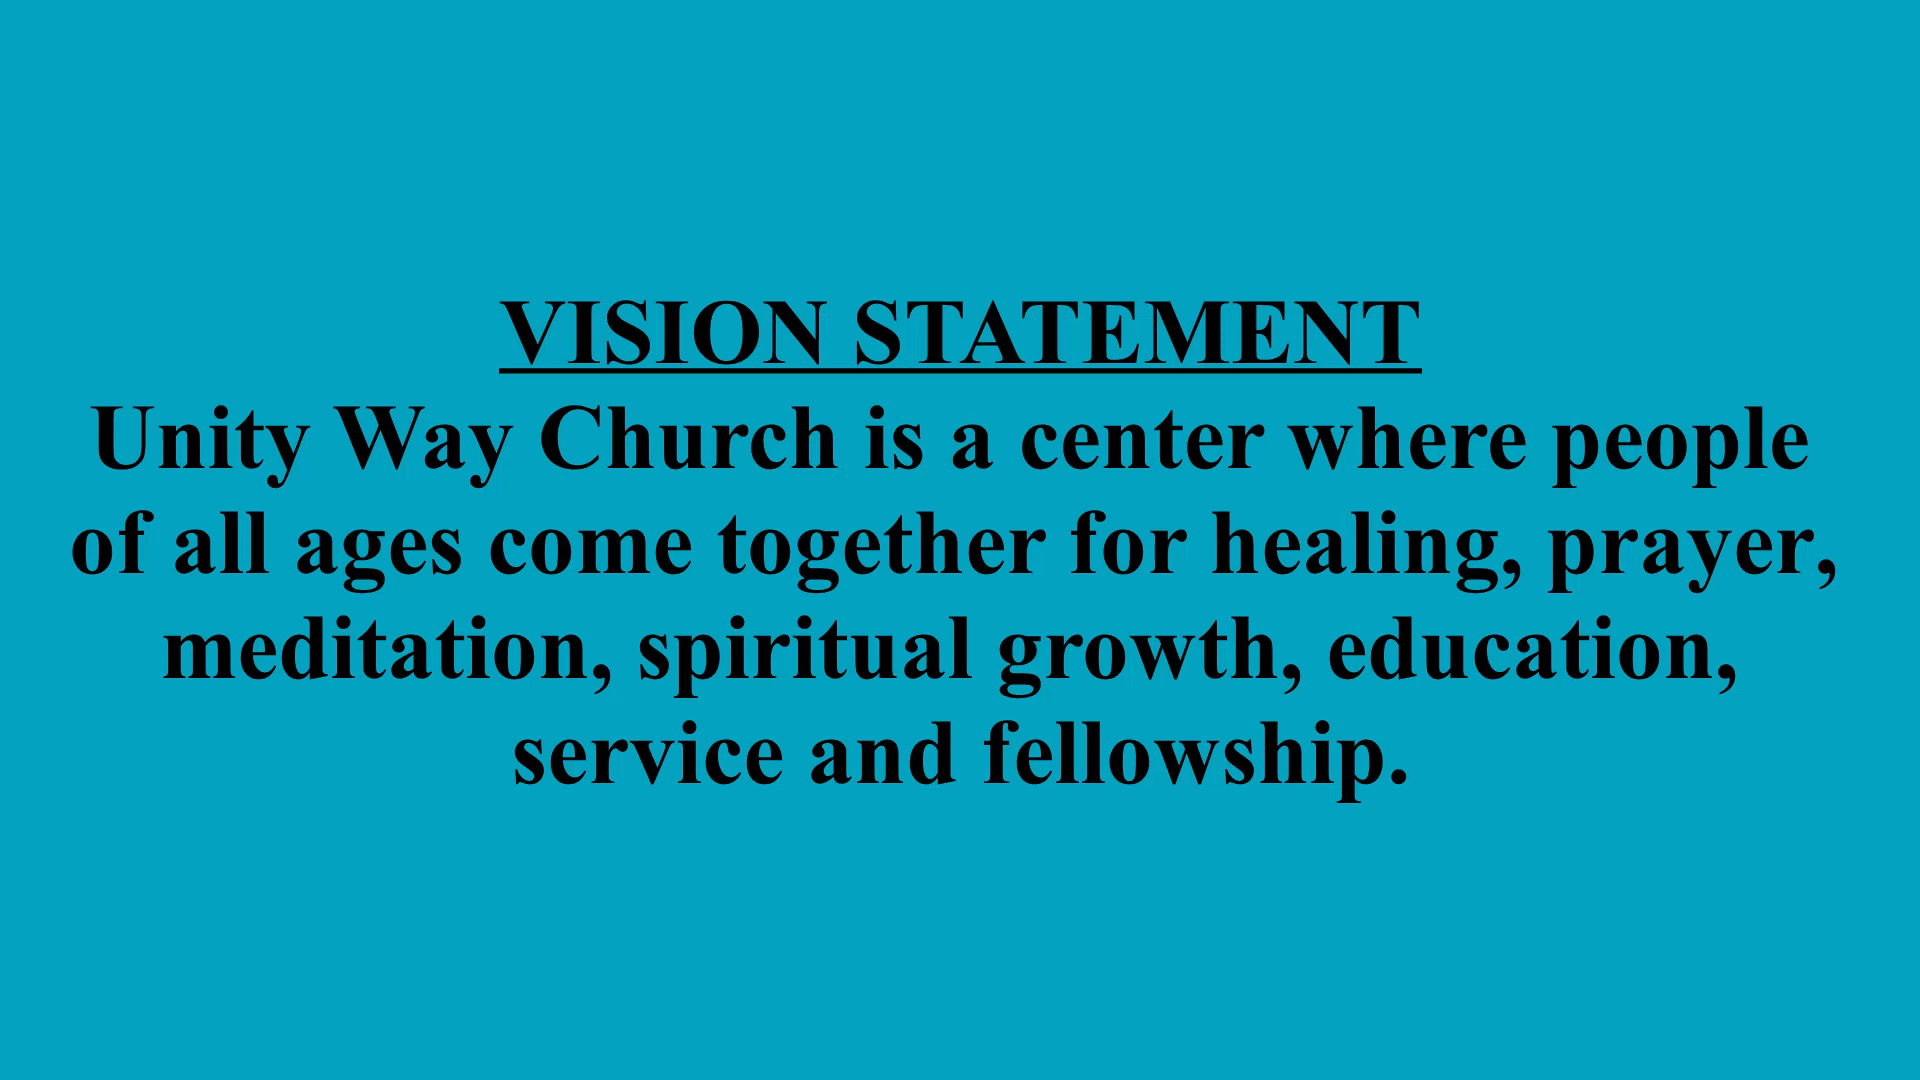 VISION STATEMENT
Unity Way Church is a center where people
of all ages come together for healing, prayer,
meditation, spiritual growth, education,
service and fellowship.